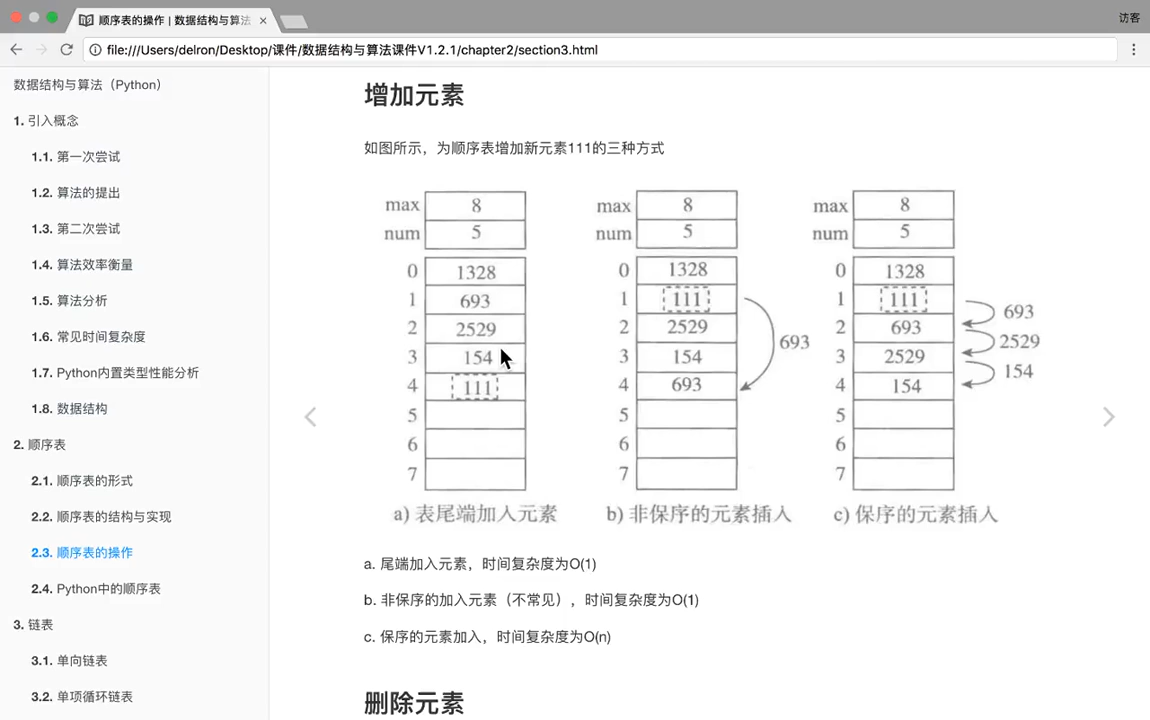 顺序表的操作 | 数据结构与算法
访客
file:///Users/delron/Desktop/课件/数据结构与算法课件V1.2.1/chapter2/section3.html
数据结构与算法（Python）
1. 引入概念
1.1. 第一次尝试
1.2. 算法的提出
1.3. 第二次尝试
1.4. 算法效率衡量
1.5. 算法分析
1.6. 常见时间复杂度
1.7. Python内置类型性能分析
1.8. 数据结构
2. 顺序表
2.1. 顺序表的形式
2.2. 顺序表的结构与实现
2.3. 顺序表的操作
2.4. Python中的顺序表
3. 链表
3.1. 单向链表
3.2. 单项循环链表
增加元素
如图所示，为顺序表增加新元素111的三种方式
max 8
num 5
0 1328
1 693
2 2529
3 154
4 111
5
6
7
a) 表尾端加入元素
max 8
num 5
0 1328
1 111
2 2529
3 154
4 693
5
6
7
693
b) 非保序的元素插入
max 8
num 5
0 1328
1 111
2 693
3 2529
4 154
5
6
7
693
2529
154
c) 保序的元素插入
a. 尾端加入元素，时间复杂度为O(1)
b. 非保序的加入元素（不常见），时间复杂度为O(1)
c. 保序的元素加入，时间复杂度为O(n)
删除元素